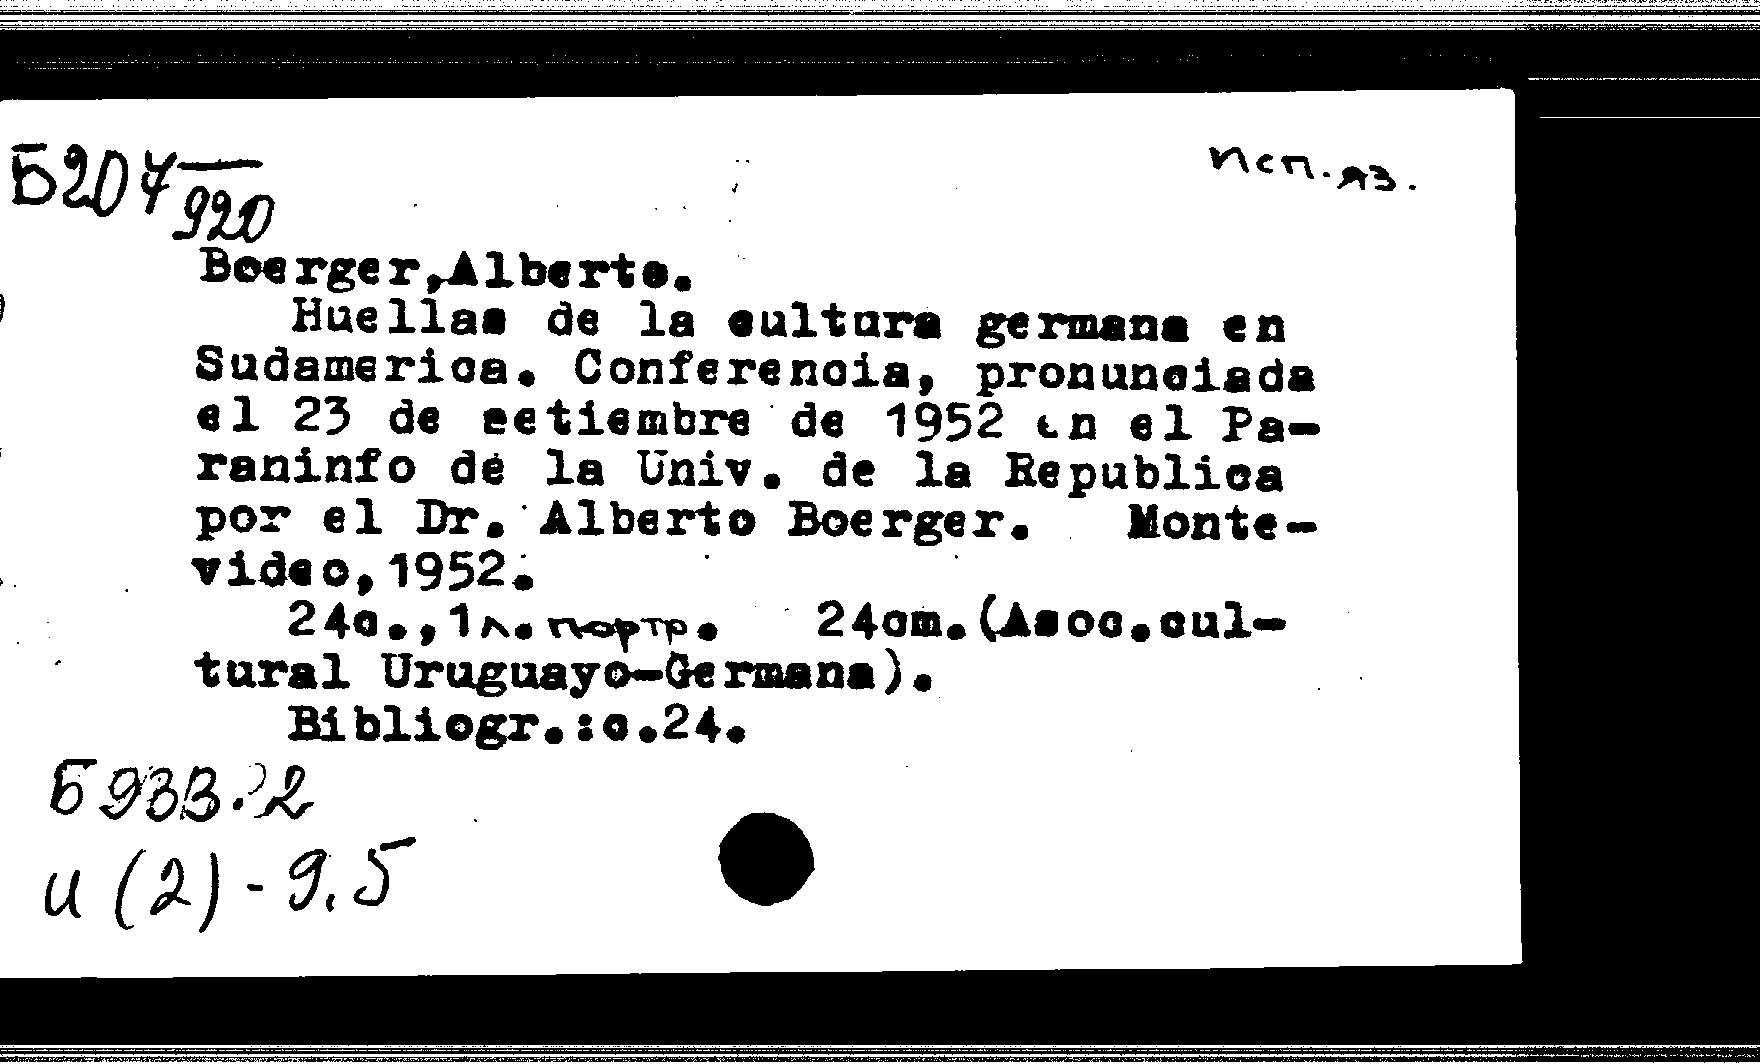 Б207/920
исп. яз.
Boerger,Alberto.
Huellas de la cultura germana en
Sudamerica. Conferencia, pronunciada
el 23 de setiembre de 1952 en el Pa-
raninfo de la Univ. de la Republica
por el Dr. Alberto Boerger. Monte-
video,1952.
24с.,1л.портр. 24cm.(Asoc.cul-
tural Uruguayo-Germana).
Bibliogr.:c.24.
Б93В.?2
И(2)-9.5